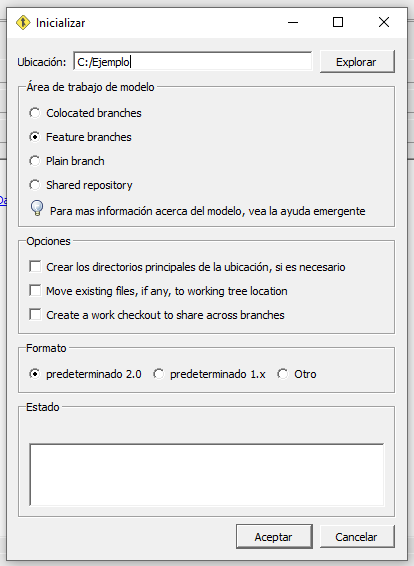 Inicializar
Ubicación: C:/Ejemplo Explorar
Área de trabajo de modelo
Colocated branches
Feature branches
Plain branch
Shared repository
Para mas información acerca del modelo, vea la ayuda emergente
Opciones
Crear los directorios principales de la ubicación, si es necesario
Move existing files, if any, to working tree location
Create a work checkout to share across branches
Formato
predeterminado 2.0 predeterminado 1.x Otro
Estado
Aceptar Cancelar